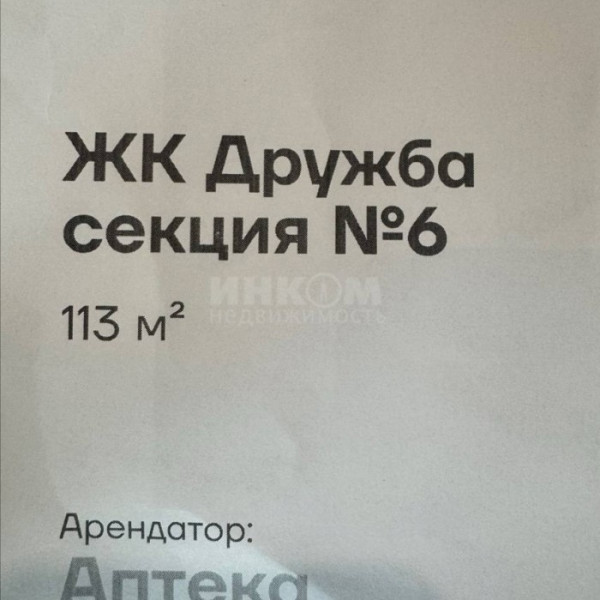 ЖК Дружба
секция №6
ИНКОМ
недвижимость
113 м²
Арендатор:
Аптека